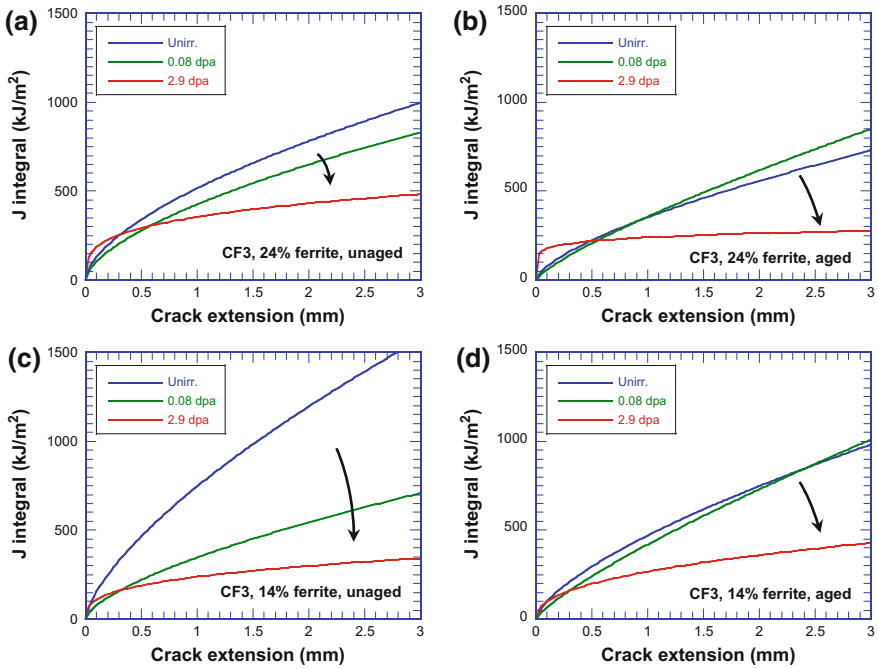 (a)
1500
1000
500
0
J integral (kJ/m²)
Unirr.
0.08 dpa
2.9 dpa
CF3, 24% ferrite, unaged
0 0.5 1 1.5 2 2.5 3
Crack extension (mm)
(b)
1500
1000
500
0
J integral (kJ/m²)
Unirr.
0.08 dpa
2.9 dpa
CF3, 24% ferrite, aged
0 0.5 1 1.5 2 2.5 3
Crack extension (mm)
(c)
1500
1000
500
0
J integral (kJ/m²)
Unirr.
0.08 dpa
2.9 dpa
CF3, 14% ferrite, unaged
0 0.5 1 1.5 2 2.5 3
Crack extension (mm)
(d)
1500
1000
500
0
J integral (kJ/m²)
Unirr.
0.08 dpa
2.9 dpa
CF3, 14% ferrite, aged
0 0.5 1 1.5 2 2.5 3
Crack extension (mm)